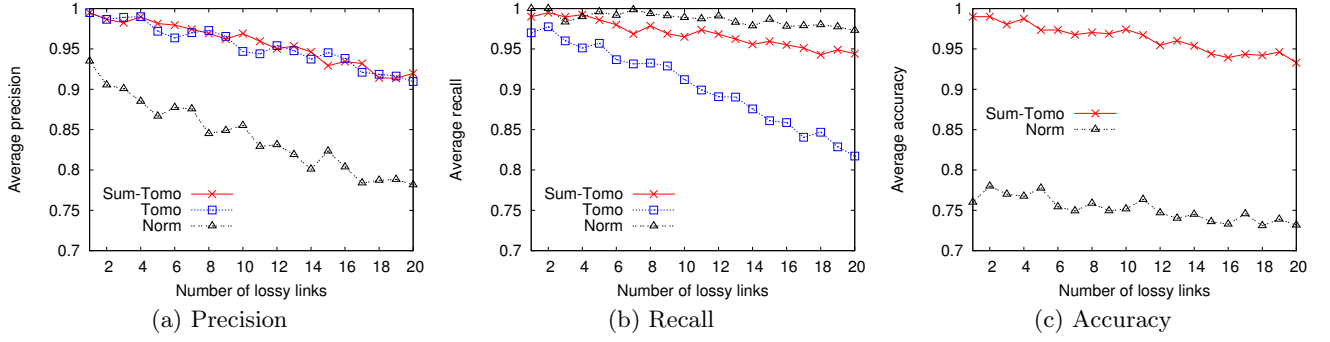 Average precision
1
0.95
0.9
0.85
0.8
0.75
0.7
Sum-Tomo
Tomo
Norm
2 4 6 8 10 12 14 16 18 20
Number of lossy links
(a) Precision
Average recall
1
0.95
0.9
0.85
0.8
0.75
0.7
Sum-Tomo
Tomo
Norm
2 4 6 8 10 12 14 16 18 20
Number of lossy links
(b) Recall
Average accuracy
1
0.95
0.9
0.85
0.8
0.75
0.7
Sum-Tomo
Norm
2 4 6 8 10 12 14 16 18 20
Number of lossy links
(c) Accuracy